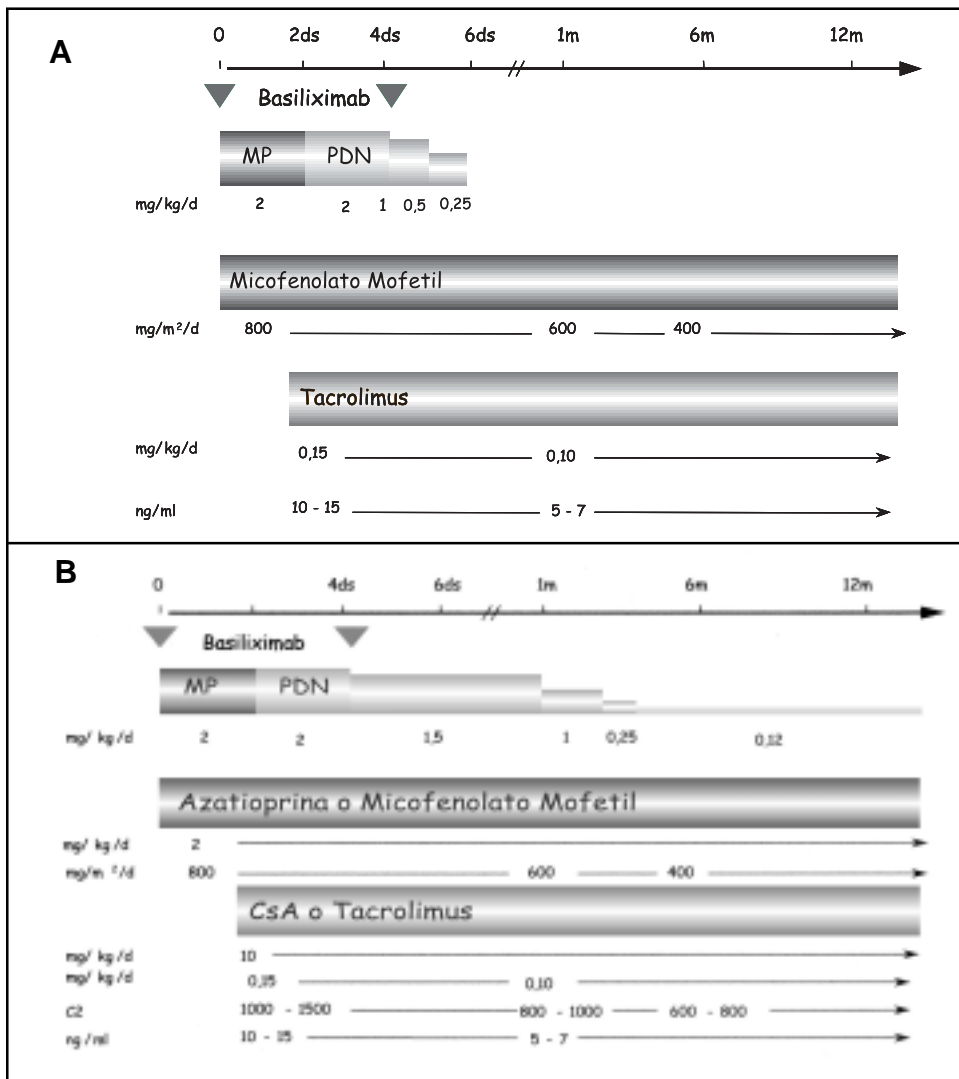 A
0 2ds 4ds 6ds 1m 6m 12m
Basiliximab
MP PDN
mg/kg/d 2 2 1 0,5 0,25
Micofenolato Mofetil
mg/m²/d 800 600 400
Tacrolimus
mg/kg/d 0,15 0,10
ng/ml 10 - 15 5 - 7
B
0 4ds 6ds 1m 6m 12m
Basiliximab
MP PDN
mg/ kg /d 2 2 1,5 1 0,25 0,12
Azatioprina o Micofenolato Mofetil
mg/ kg /d 2
mg/m ²/d 800 600 400
CsA o Tacrolimus
mg/ kg /d 10
mg/ kg /d 0,15 0,10
C2 1000 - 1500 800 - 1000 600 - 800
ng /ml 10 - 15 5 - 7